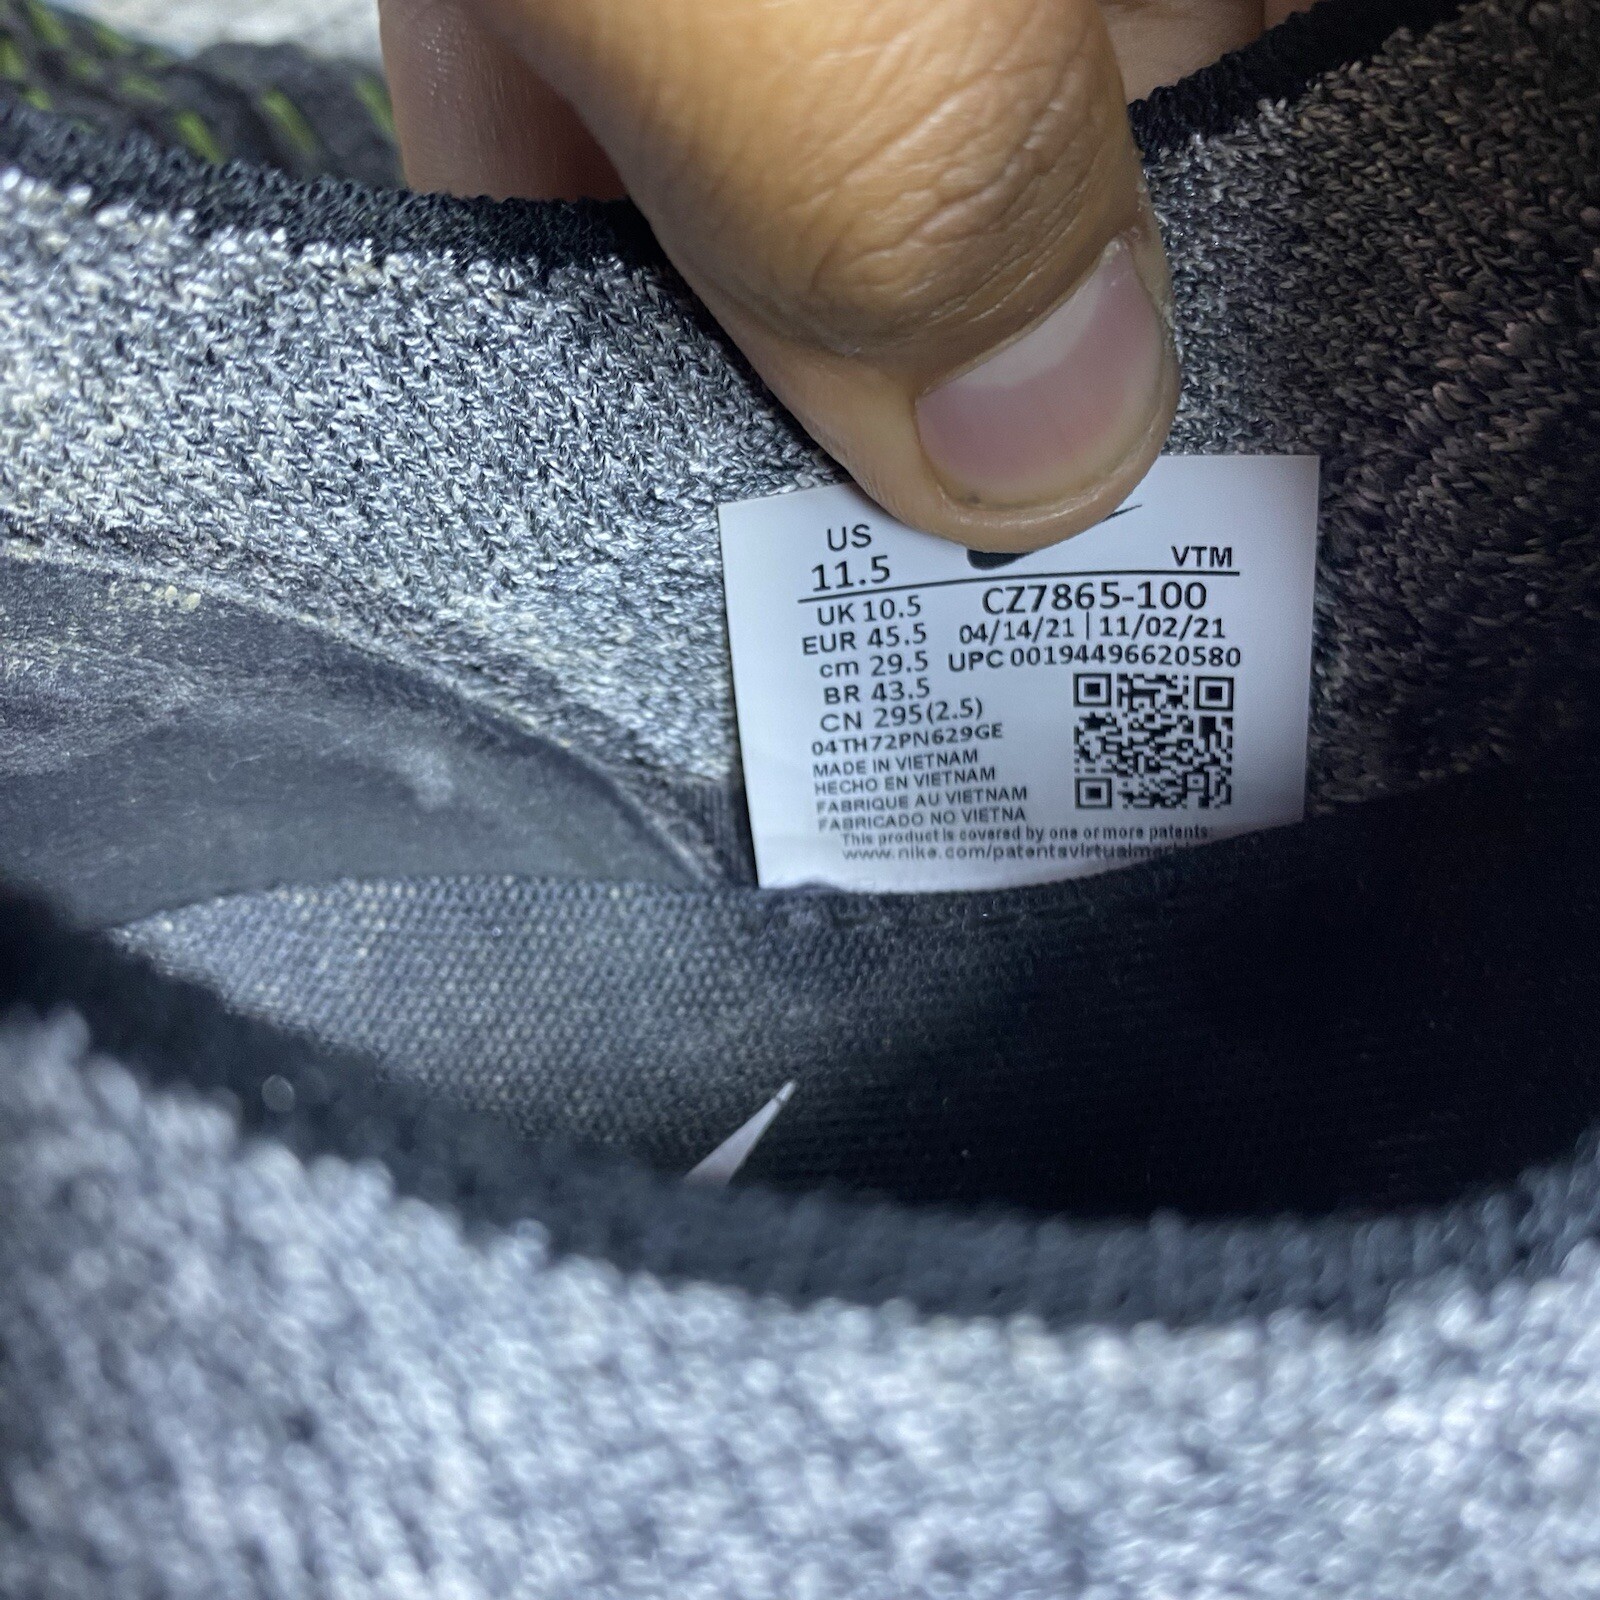 US
11.5
VTM
UK 10.5
CZ7865-100
EUR 45.5
04/14/21 | 11/02/21
cm 29.5
UPC 00194496620580
BR 43.5
CN 295(2.5)
04TH72PN629GE
MADE IN VIETNAM
HECHO EN VIETNAM
FABRIQUE AU VIETNAM
FABRICADO NO VIETNA
This product is covered by one or more patents: